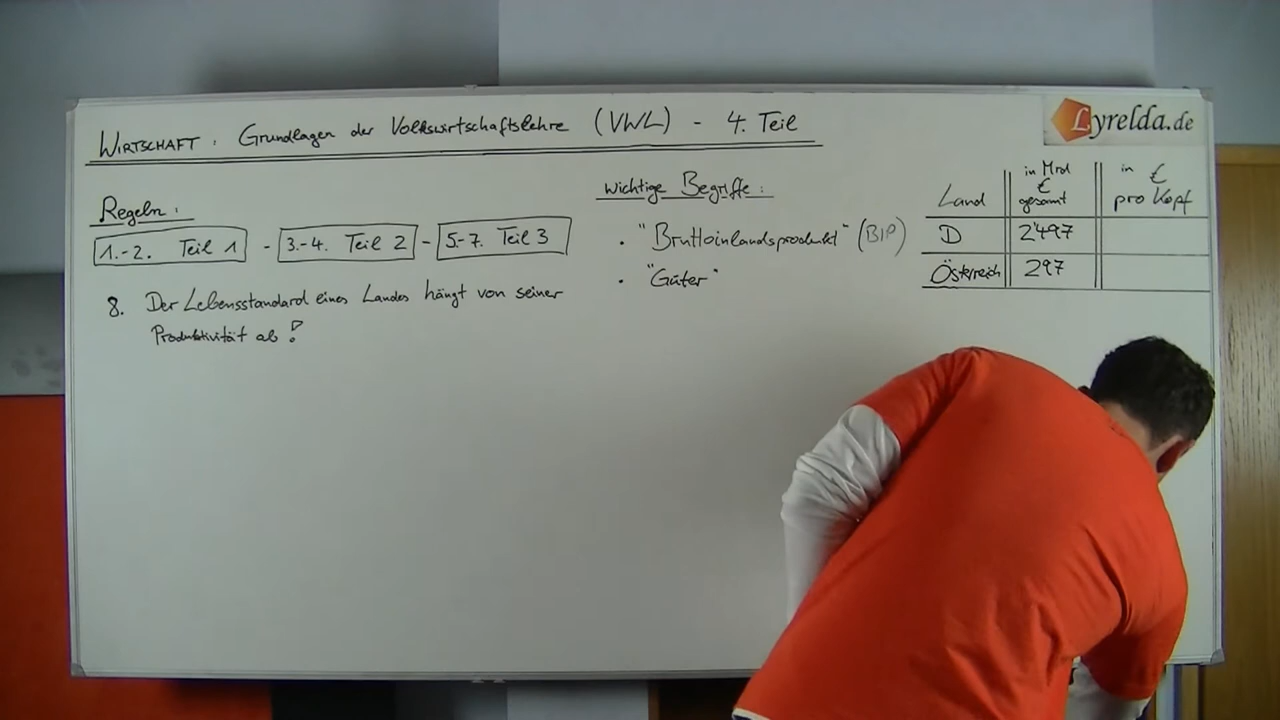 WIRTSCHAFT: Grundlagen der Volkswirtschaftslehre (VWL) - 4. Teil
Lyrelda.de
Regeln:
1.-2. Teil 1 - 3.-4. Teil 2 - 5.-7. Teil 3
8. Der Lebensstandard eines Landes hängt von seiner
Produktivität ab!
Wichtige Begriffe:
• "Bruttoinlandsprodukt" (BIP)
• "Güter"
Land in Mrd € gesamt in € pro Kopf
D 2'497
Österreich 297